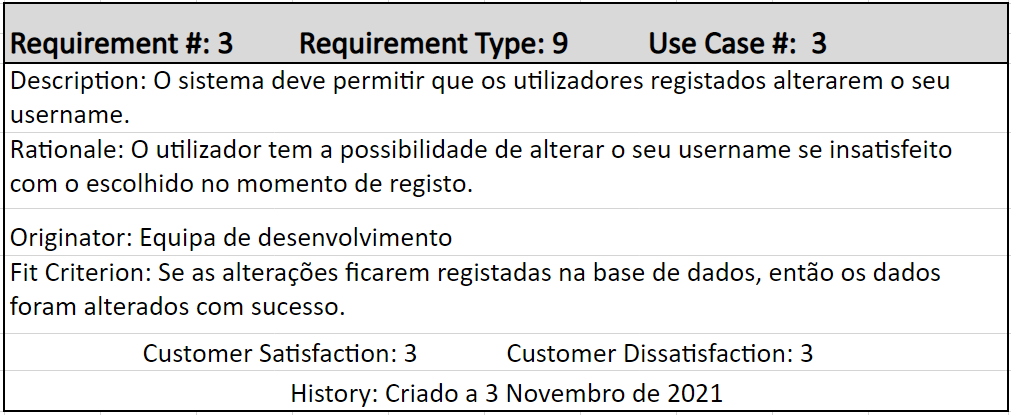 Requirement #: 3 Requirement Type: 9 Use Case #: 3
Description: O sistema deve permitir que os utilizadores registados alterarem o seu
username.
Rationale: O utilizador tem a possibilidade de alterar o seu username se insatisfeito
com o escolhido no momento de registo.
Originator: Equipa de desenvolvimento
Fit Criterion: Se as alterações ficarem registadas na base de dados, então os dados
foram alterados com sucesso.
Customer Satisfaction: 3 Customer Dissatisfaction: 3
History: Criado a 3 Novembro de 2021